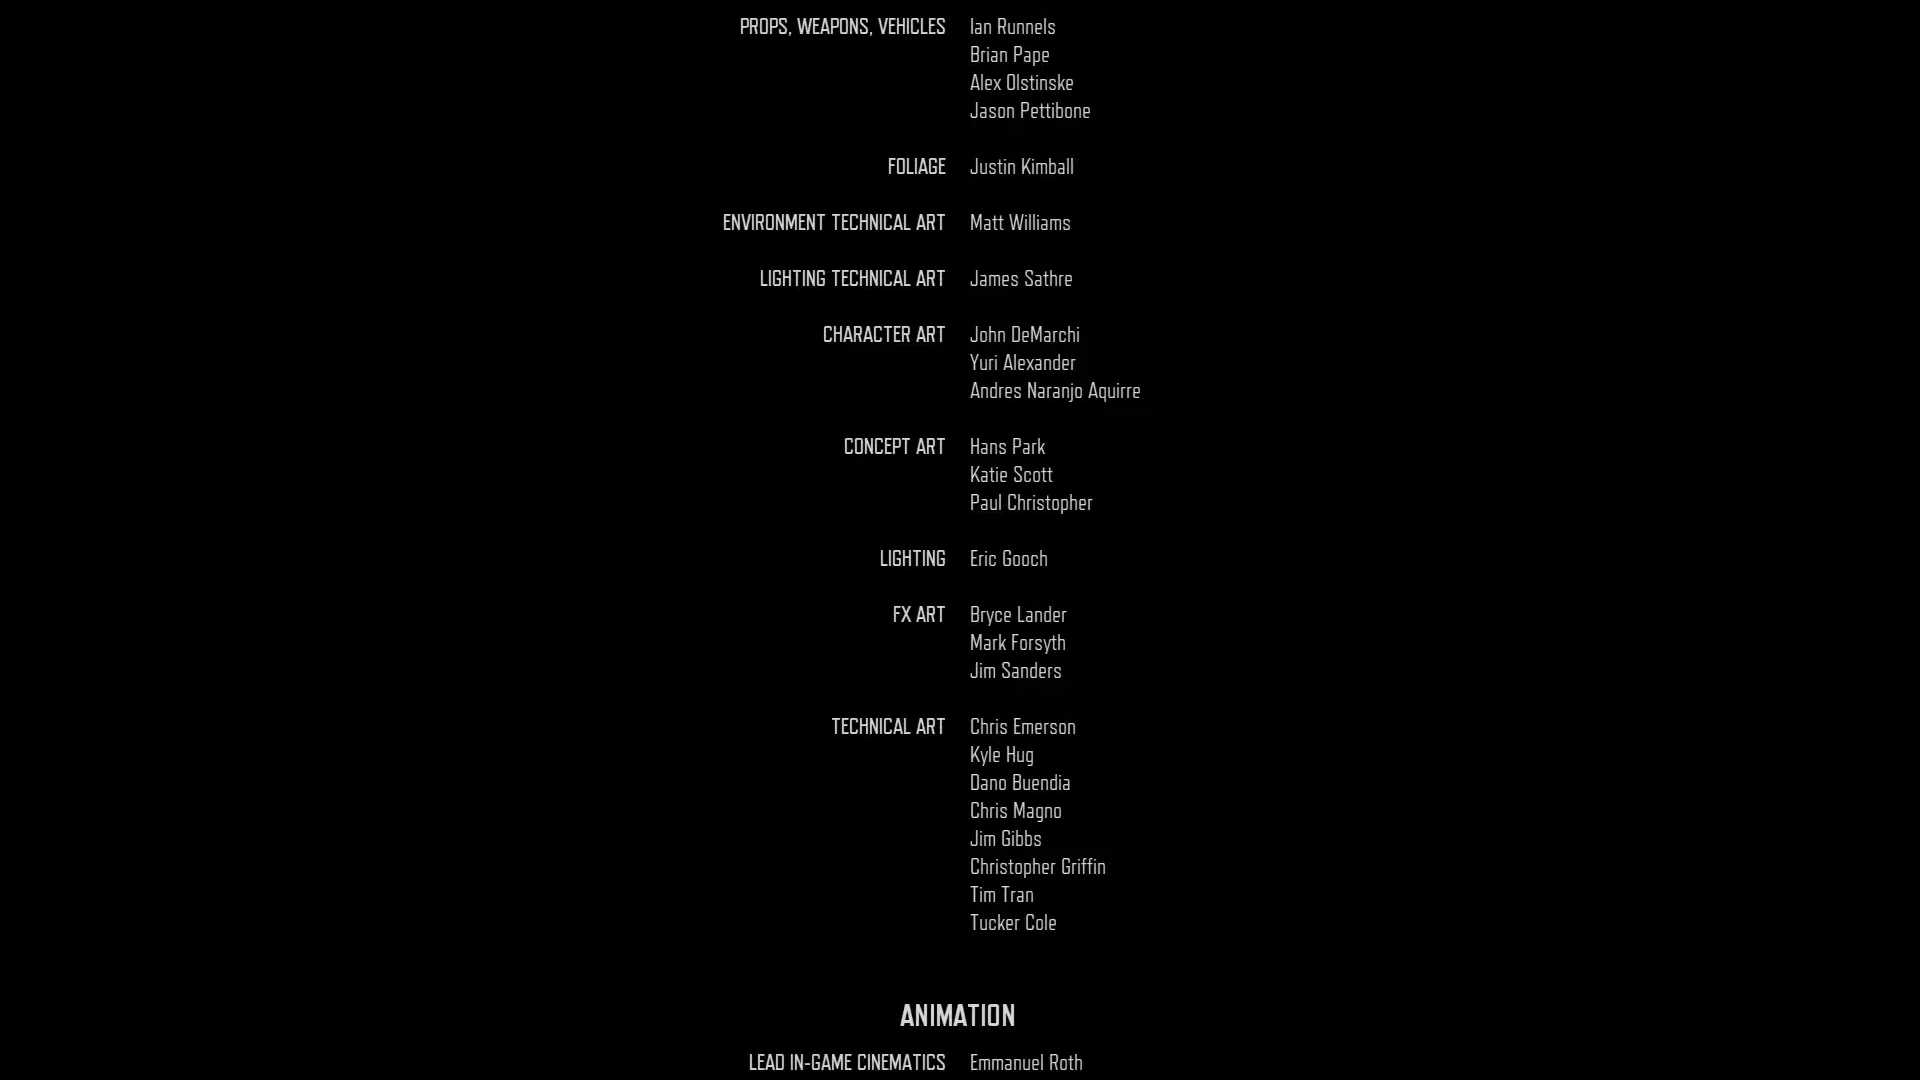 PROPS, WEAPONS, VEHICLES Ian Runnels
Brian Pape
Alex Olstinske
Jason Pettibone
FOLIAGE Justin Kimball
ENVIRONMENT TECHNICAL ART Matt Williams
LIGHTING TECHNICAL ART James Sathre
CHARACTER ART John DeMarchi
Yuri Alexander
Andres Naranjo Aquirre
CONCEPT ART Hans Park
Katie Scott
Paul Christopher
LIGHTING Eric Gooch
FX ART Bryce Lander
Mark Forsyth
Jim Sanders
TECHNICAL ART Chris Emerson
Kyle Hug
Dano Buendia
Chris Magno
Jim Gibbs
Christopher Griffin
Tim Tran
Tucker Cole
ANIMATION
LEAD IN-GAME CINEMATICS Emmanuel Roth